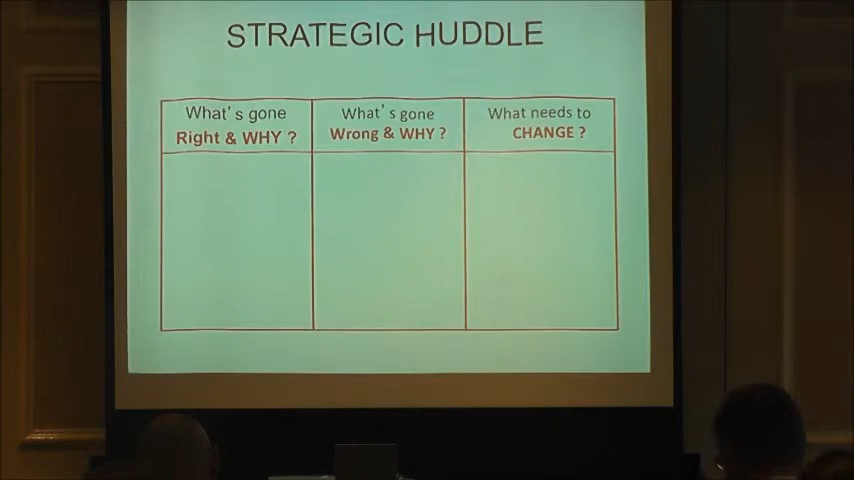 STRATEGIC HUDDLE
What's gone
Right & WHY ?
What's gone
Wrong & WHY ?
What needs to
CHANGE ?